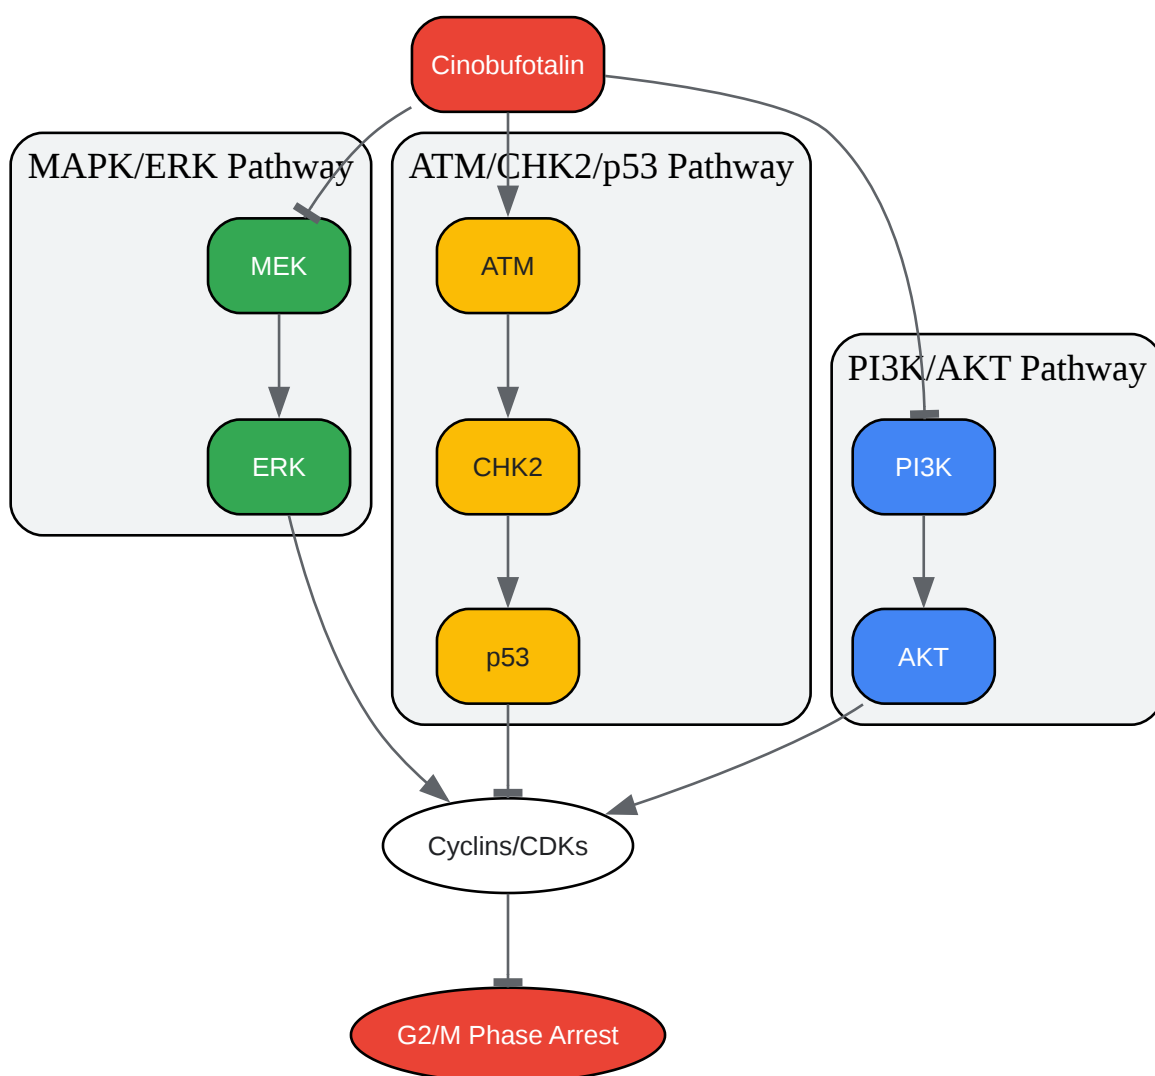 Cinobufotalin
MAPK/ERK Pathway
ATM/CHK2/p53 Pathway
MEK
ATM
PI3K/AKT Pathway
ERK
CHK2
PI3K
p53
AKT
Cyclins/CDKs
G2/M Phase Arrest